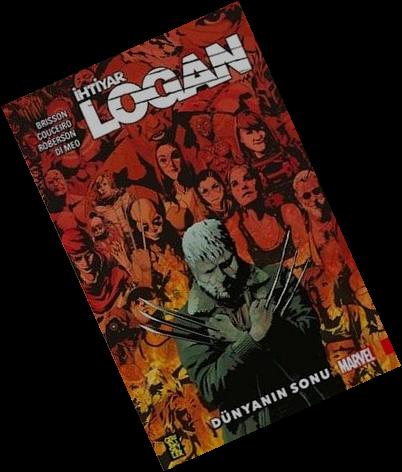 İHTİYAR
LOGAN
BRISSON
COUCEIRO
ROBERSON
DI MEO
DÜNYANIN SONU
MARVEL